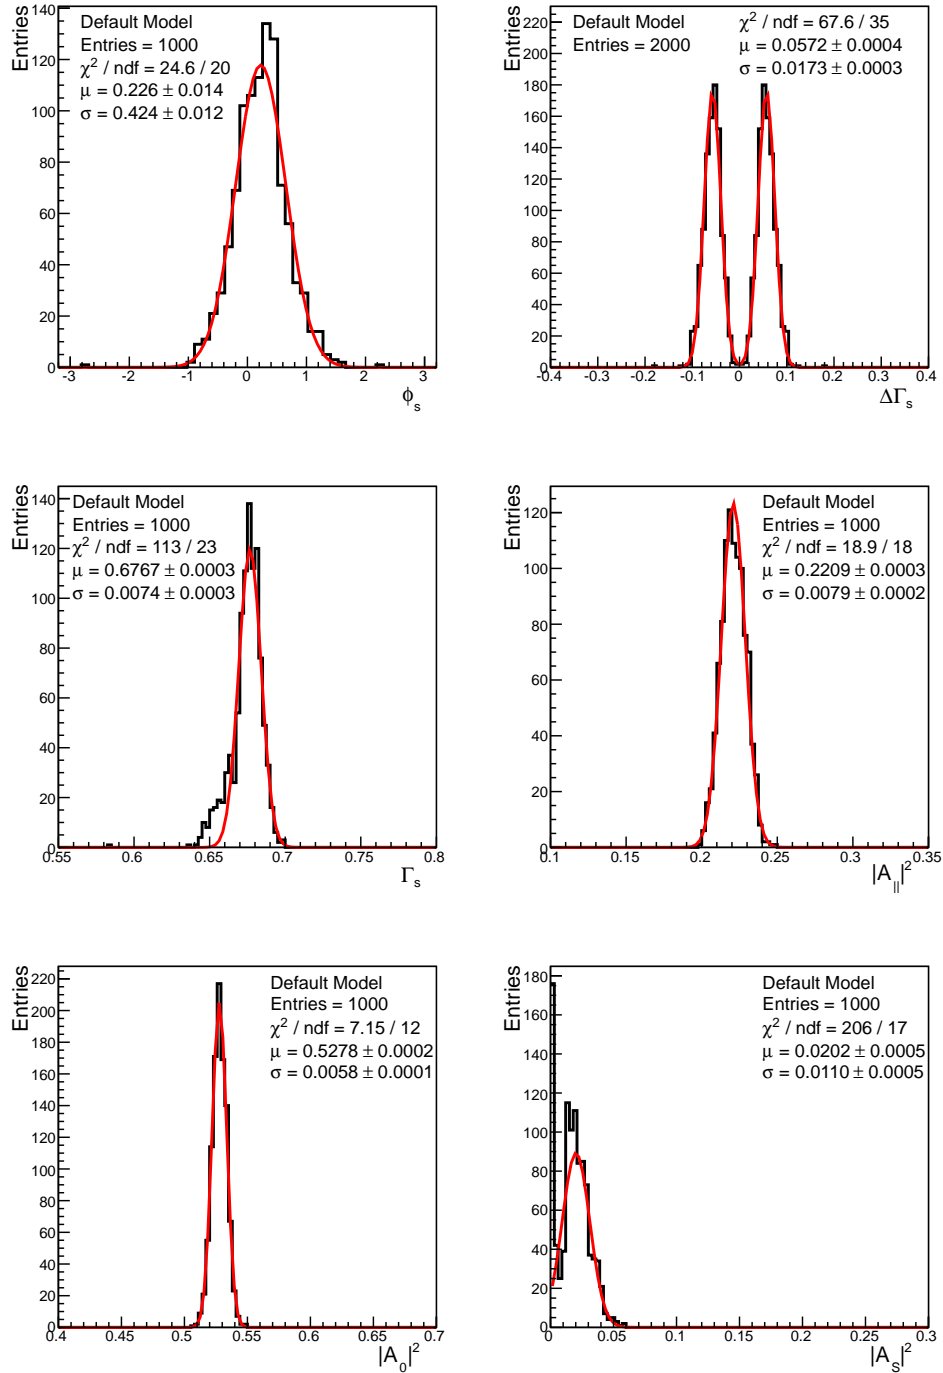 Entries
140
120
100
80
60
40
20
0
Default Model
Entries = 1000
χ² / ndf = 24.6 / 20
μ = 0.226 ± 0.014
σ = 0.424 ± 0.012
-3 -2 -1 0 1 2 3
ϕ_s
Entries
220
200
180
160
140
120
100
80
60
40
20
0
Default Model
Entries = 2000
χ² / ndf = 67.6 / 35
μ = 0.0572 ± 0.0004
σ = 0.0173 ± 0.0003
-0.4 -0.3 -0.2 -0.1 0 0.1 0.2 0.3 0.4
ΔΓ_s
Entries
140
120
100
80
60
40
20
0
Default Model
Entries = 1000
χ² / ndf = 113 / 23
μ = 0.6767 ± 0.0003
σ = 0.0074 ± 0.0003
0.55 0.6 0.65 0.7 0.75 0.8
Γ_s
Entries
120
100
80
60
40
20
0
Default Model
Entries = 1000
χ² / ndf = 18.9 / 18
μ = 0.2209 ± 0.0003
σ = 0.0079 ± 0.0002
0.1 0.15 0.2 0.25 0.3 0.35
|A_|||²
Entries
220
200
180
160
140
120
100
80
60
40
20
0
Default Model
Entries = 1000
χ² / ndf = 7.15 / 12
μ = 0.5278 ± 0.0002
σ = 0.0058 ± 0.0001
0.4 0.45 0.5 0.55 0.6 0.65 0.7
|A_0|²
Entries
180
160
140
120
100
80
60
40
20
0
Default Model
Entries = 1000
χ² / ndf = 206 / 17
μ = 0.0202 ± 0.0005
σ = 0.0110 ± 0.0005
0 0.05 0.1 0.15 0.2 0.25 0.3
|A_S|²